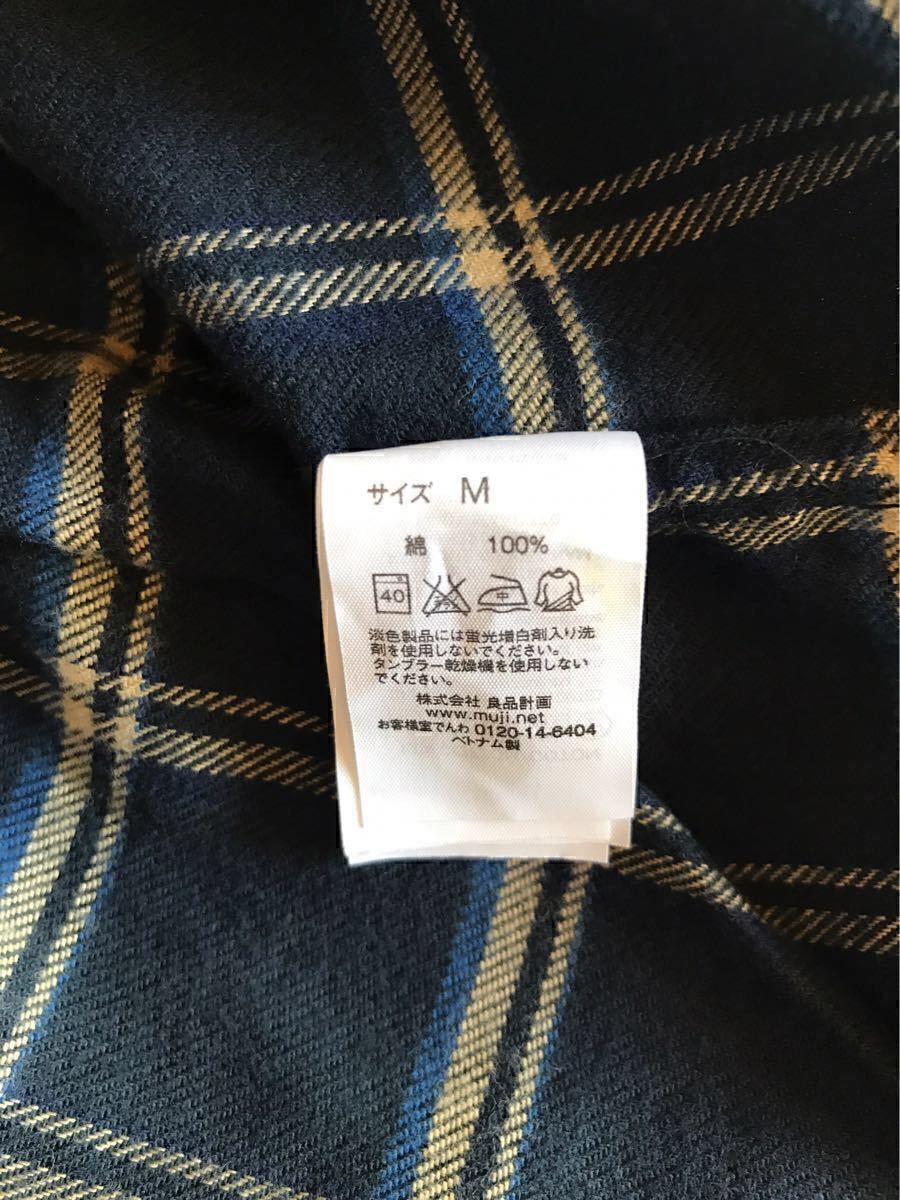 サイズ M
綿 100%
40 中
淡色製品には蛍光増白剤入り洗
剤を使用しないでください。
タンブラー乾燥機を使用しない
でください。
株式会社 良品計画
www.muji.net
お客様室でんわ 0120-14-6404
ベトナム製